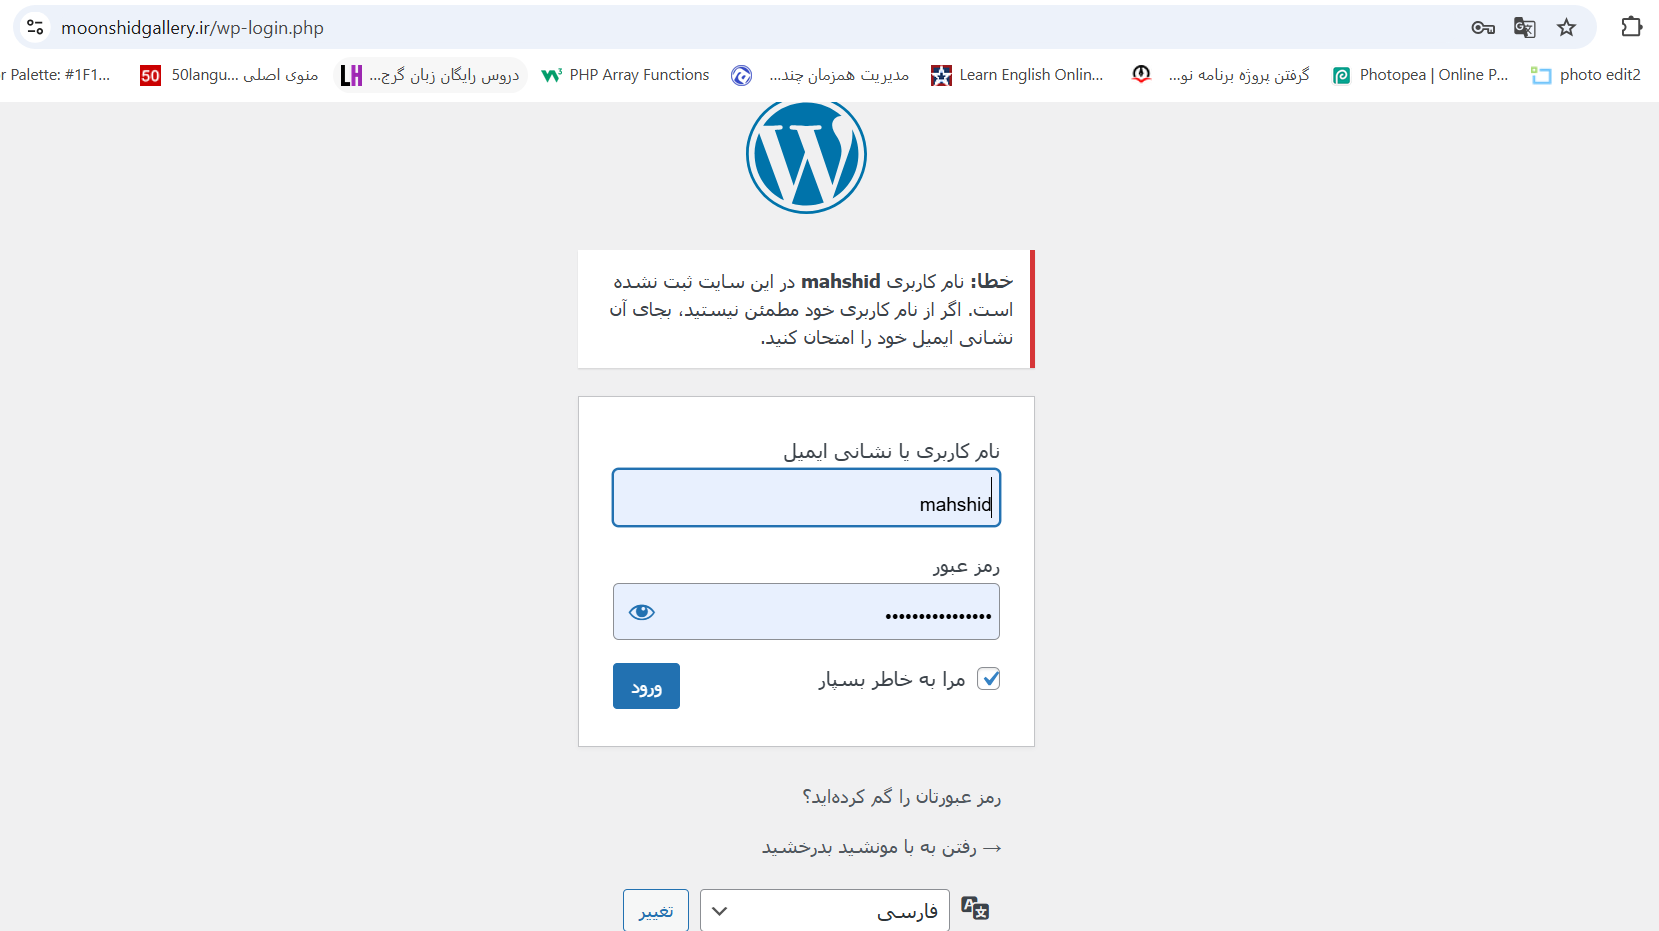 moonshidgallery.ir/wp-login.php
r Palette: #1F1...
50 50langu... منوی اصلی
LH دروس رایگان زبان گرج...
PHP Array Functions
مدیریت همزمان چند...
Learn English Onlin...
گرفتن پروژه برنامه نو...
Photopea | Online P...
photo edit2
خطا: نام کاربری mahshid در این سایت ثبت نشده
است. اگر از نام کاربری خود مطمئن نیستید، بجای آن
نشانی ایمیل خود را امتحان کنید.
نام کاربری یا نشانی ایمیل
mahshid
رمز عبور
••••••••••••••••
مرا به خاطر بسپار
ورود
رمز عبورتان را گم کرده‌اید؟
→ رفتن به با مونشید بدرخشید
فارسی
تغییر